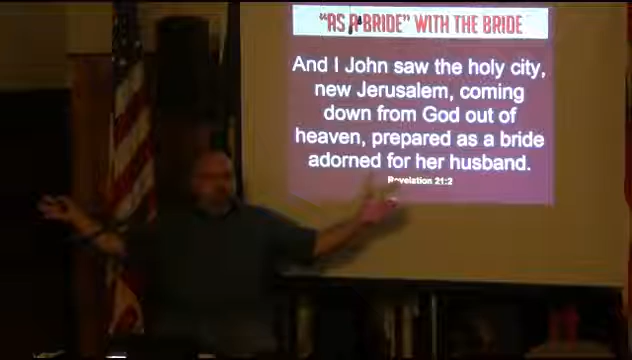 "AS A BRIDE" WITH THE BRIDE
And I John saw the holy city,
new Jerusalem, coming
down from God out of
heaven, prepared as a bride
adorned for her husband.
Revelation 21:2